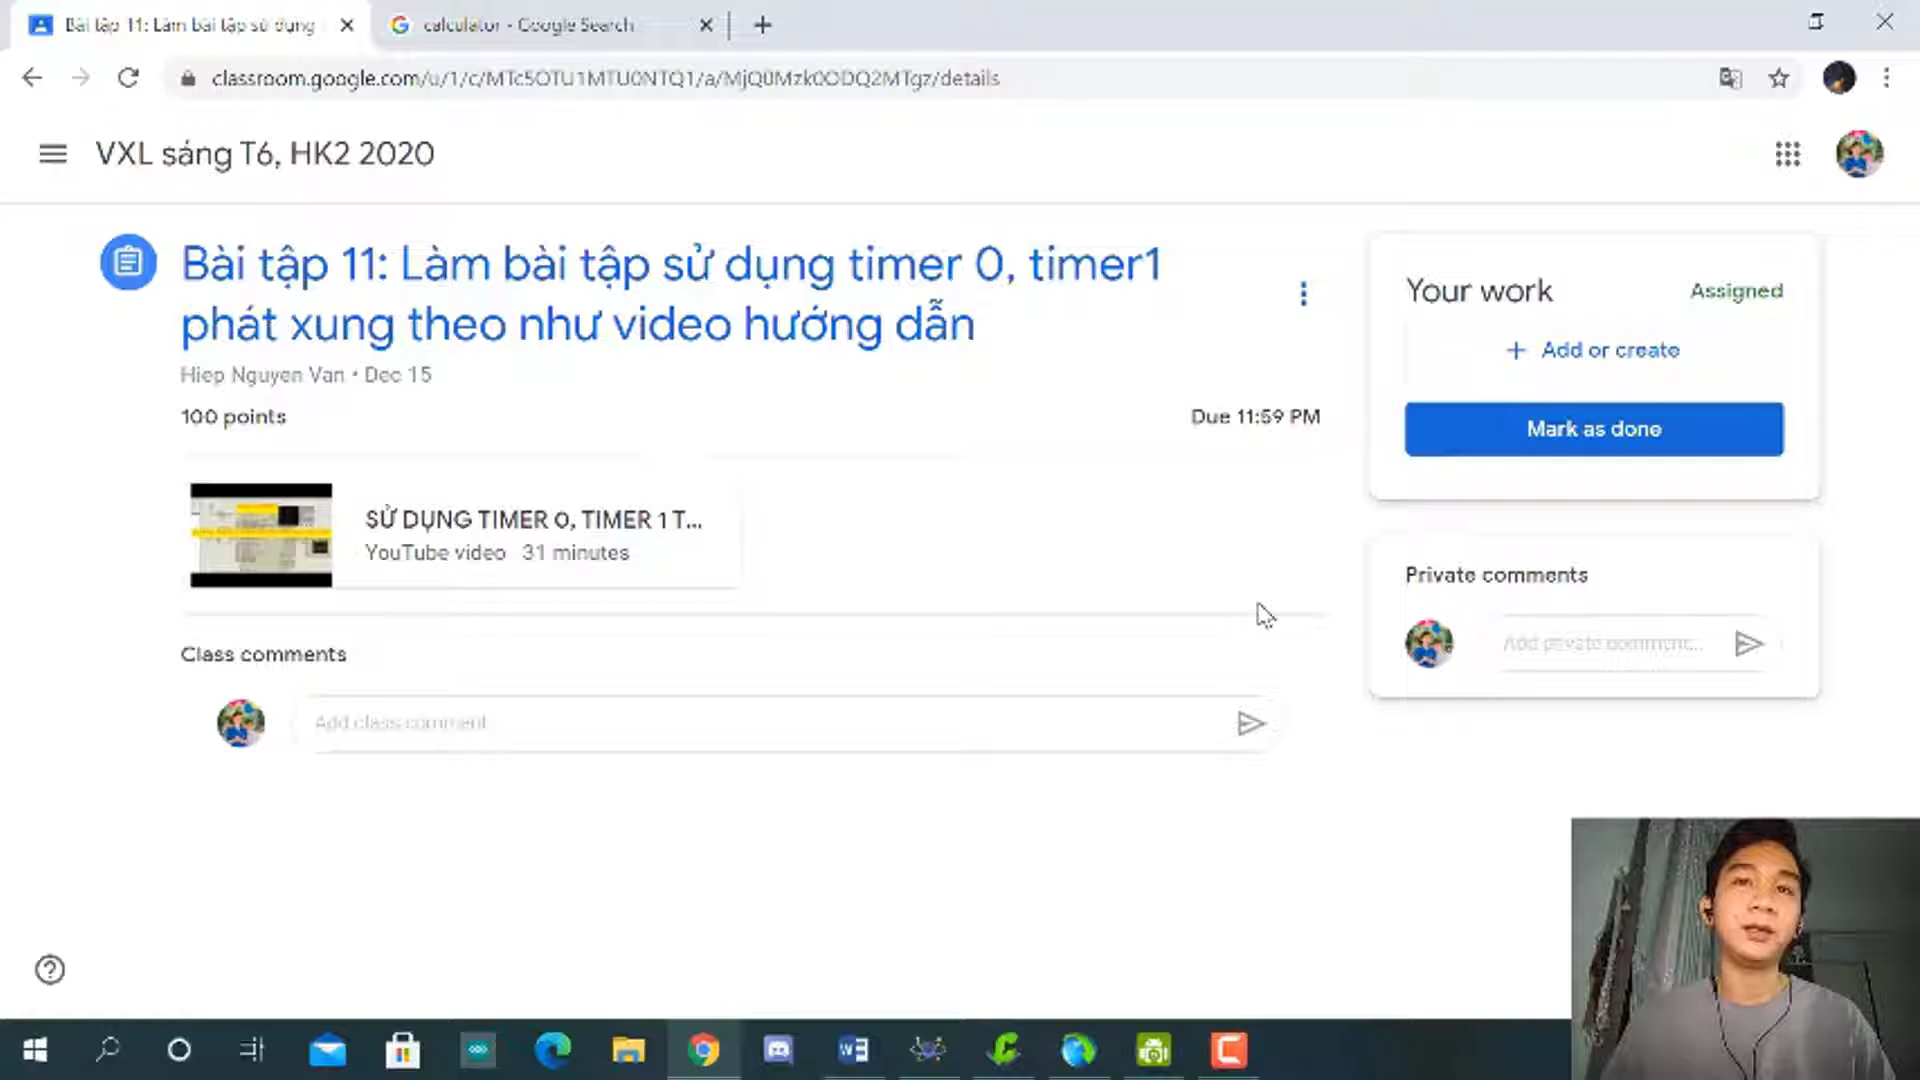 Bài tập 11: Làm bài tập sử dụng
calculator - Google Search
classroom.google.com/u/1/c/MTc5OTU1MTU0NTQ1/a/MjQ0Mzk0ODQ2MTgz/details
VXL sáng T6, HK2 2020
Bài tập 11: Làm bài tập sử dụng timer 0, timer1
phát xung theo như video hướng dẫn
Hiep Nguyen Van • Dec 15
100 points
Due 11:59 PM
SỬ DỤNG TIMER 0, TIMER 1 T...
YouTube video 31 minutes
Class comments
Add class comment
Your work
Assigned
+ Add or create
Mark as done
Private comments
Add private comment...